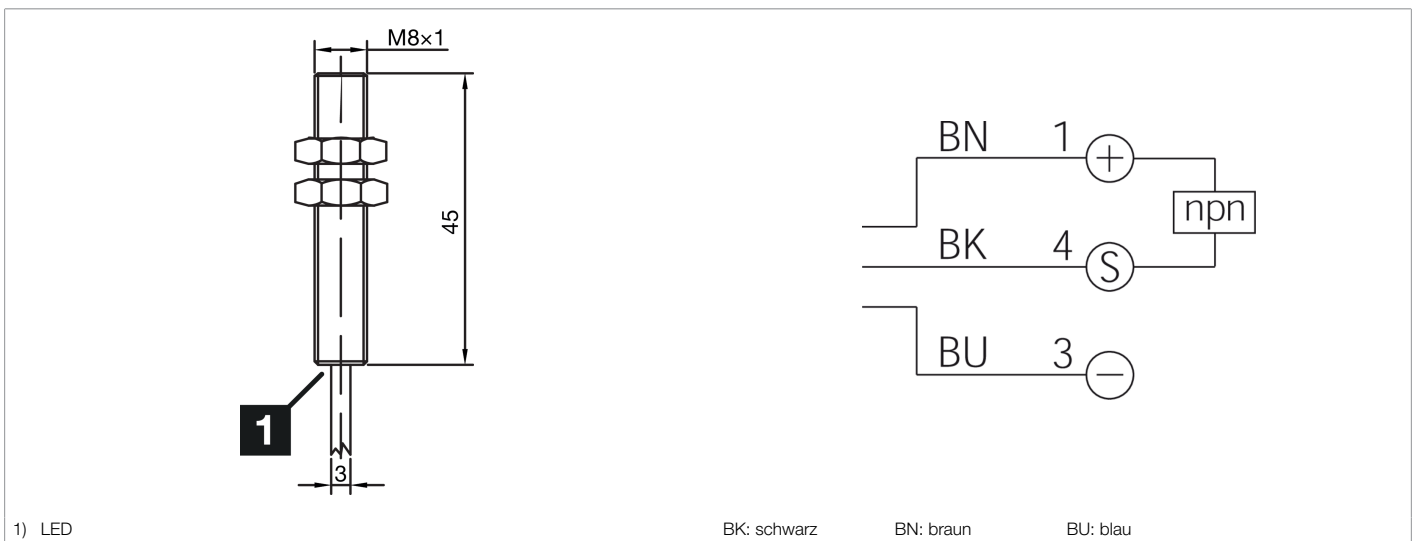 M8×1
45
1
3
BN 1 +
npn
BK 4 S
BU 3 −
1) LED
BK: schwarz BN: braun BU: blau